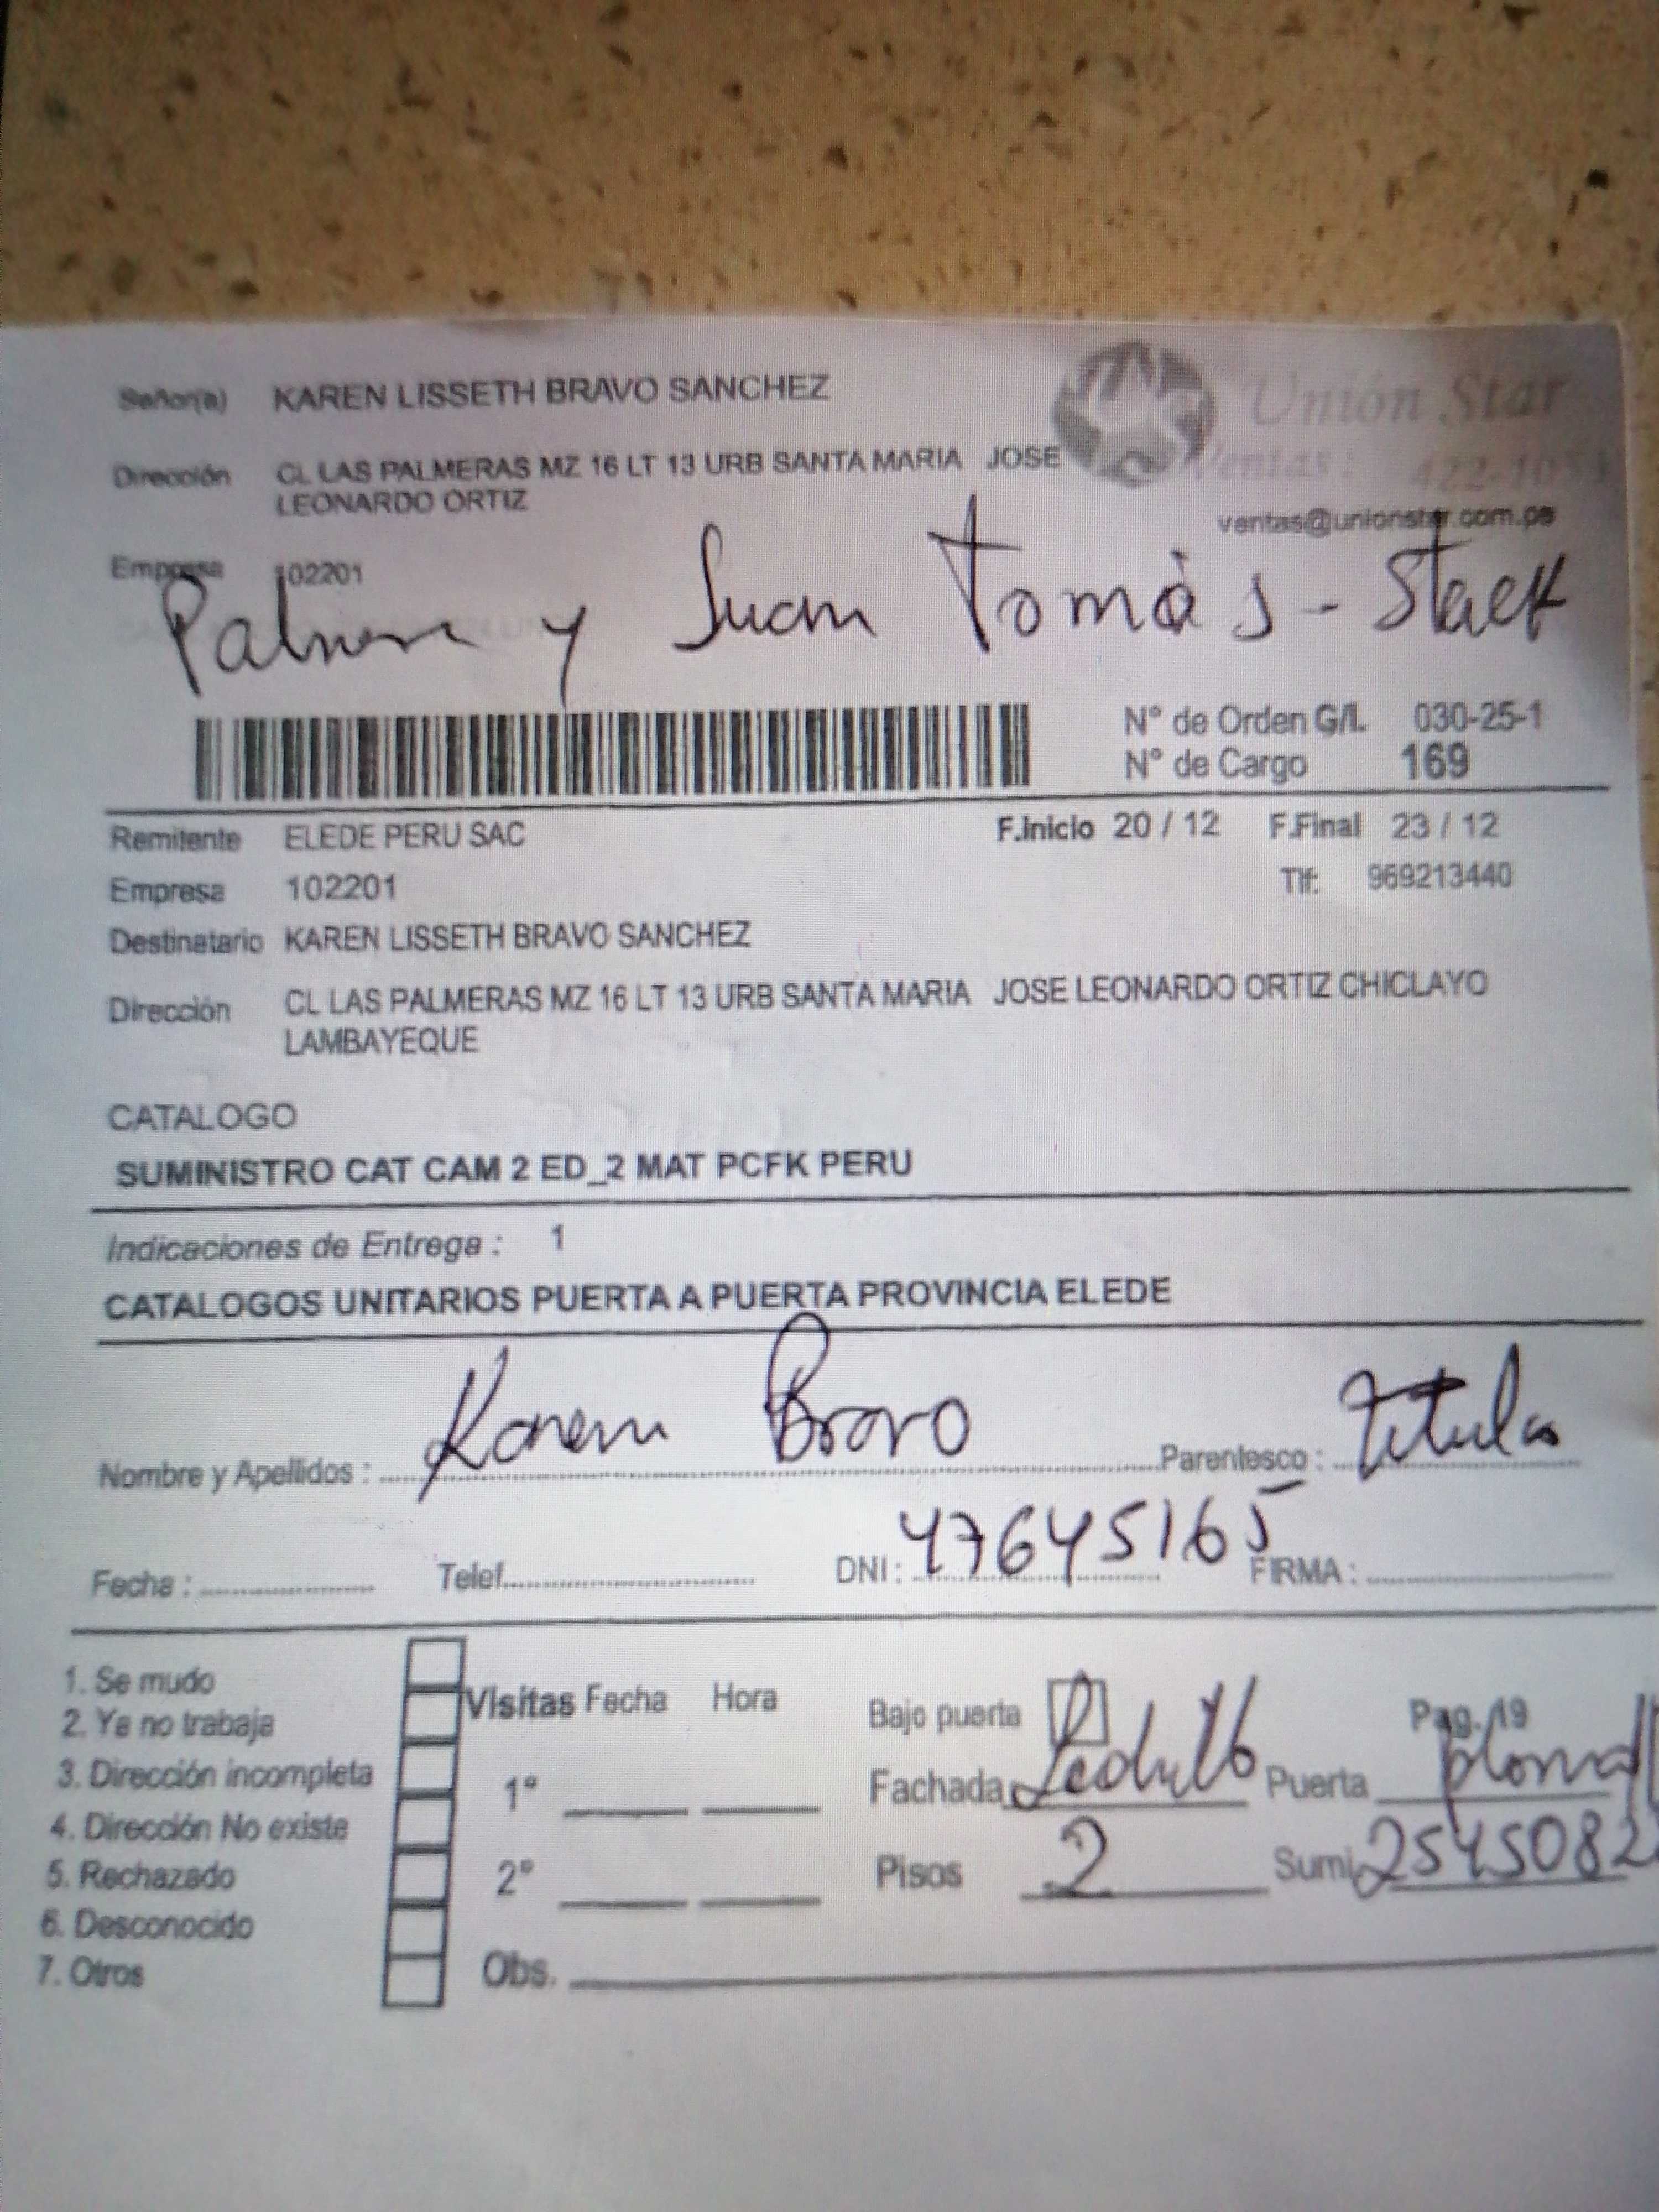 Señor(a) KAREN LISSETH BRAVO SANCHEZ
Unión Star
Dirección CL LAS PALMERAS MZ 16 LT 13 URB SANTA MARIA JOSE
LEONARDO ORTIZ
Ventas: 422-10
ventas@unionstar.com.pe
Empresa 102201
y Juan Tomás -
N° de Orden G/L 030-25-1
N° de Cargo 169
Remitente ELEDE PERU SAC F.Inicio 20 / 12 F.Final 23 / 12
Empresa 102201 Tlf: 969213440
Destinatario KAREN LISSETH BRAVO SANCHEZ
Dirección CL LAS PALMERAS MZ 16 LT 13 URB SANTA MARIA JOSE LEONARDO ORTIZ CHICLAYO
LAMBAYEQUE
CATALOGO
SUMINISTRO CAT CAM 2 ED_2 MAT PCFK PERU
Indicaciones de Entrega : 1
CATALOGOS UNITARIOS PUERTA A PUERTA PROVINCIA ELEDE
Nombre y Apellidos : Karem Bravo Parentesco : titular
Fecha : Telef. DNI : 47645165 FIRMA :
1. Se mudo
2. Ya no trabaja
3. Dirección incompleta
4. Dirección No existe
5. Rechazado
6. Desconocido
7. Otros
Visitas Fecha Hora
1°
2°
Obs.
Bajo puerta Pag. 19
Fachada Puerta
Pisos 2 Sumi 2545082